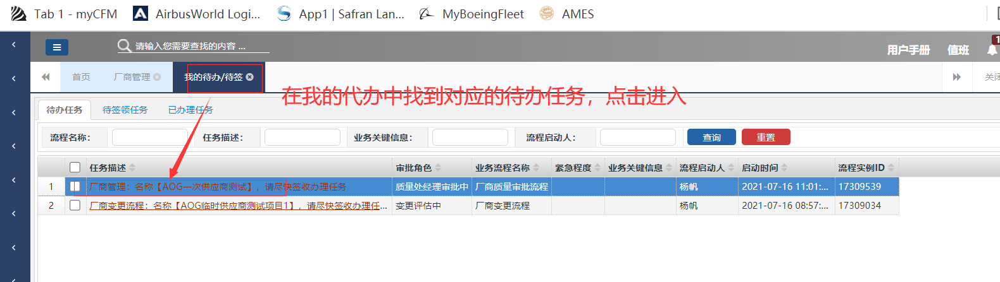 Tab 1 - myCFM AirbusWorld Logi... App1 | Safran Lan... MyBoeingFleet AMES
请输入您需要查找的内容 ... 用户手册 值班 1
首页 厂商管理 我的待办/待签 关闭
在我的代办中找到对应的待办任务，点击进入
待办任务 待签领任务 已办理任务
流程名称： 任务描述： 业务关键信息： 流程启动人： 查询 重置
任务描述 审批角色 业务流程名称 紧急程度 业务关键信息 流程启动人 启动时间 流程实例ID
1 厂商管理：名称【AOG一次供应商测试】，请尽快签收办理任务 质量处经理审批中 厂商质量审批流程 杨帆 2021-07-16 11:01:... 17309539
2 厂商变更流程：名称【AOG临时供应商测试项目1】，请尽快签收办理任... 变更评估中 厂商变更流程 杨帆 2021-07-16 08:57:... 17309034